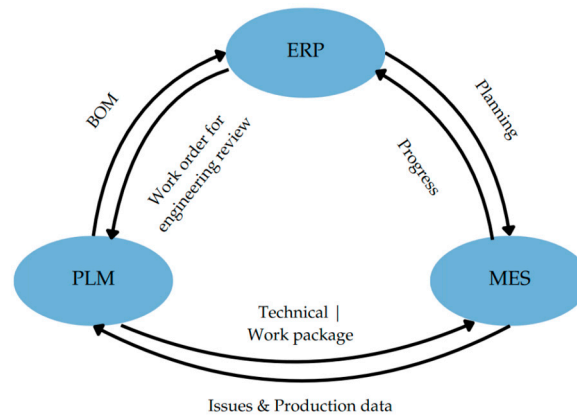 ERP
BOM
Work order for
engineering review
Planning
Progress
PLM
MES
Technical |
Work package
Issues & Production data